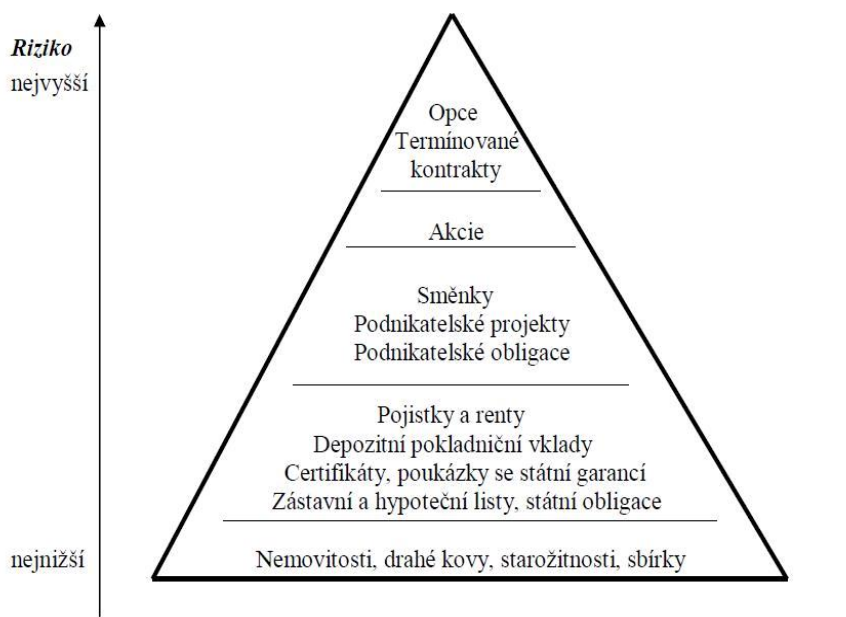 Riziko
nejvyšší
Opce
Termínované
kontrakty
Akcie
Směnky
Podnikatelské projekty
Podnikatelské obligace
Pojistky a renty
Depozitní pokladniční vklady
Certifikáty, poukázky se státní garancí
Zástavní a hypoteční listy, státní obligace
nejnižší
Nemovitosti, drahé kovy, starožitnosti, sbírky